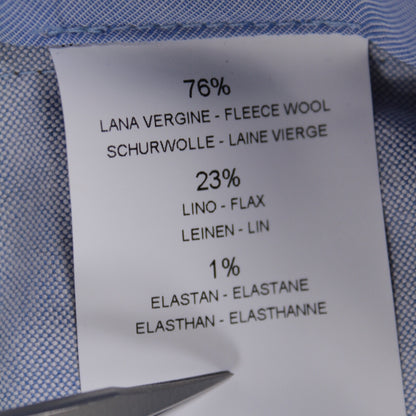 76%
LANA VERGINE - FLEECE WOOL
SCHURWOLLE - LAINE VIERGE
23%
LINO - FLAX
LEINEN - LIN
1%
ELASTAN - ELASTANE
ELASTHAN - ELASTHANNE